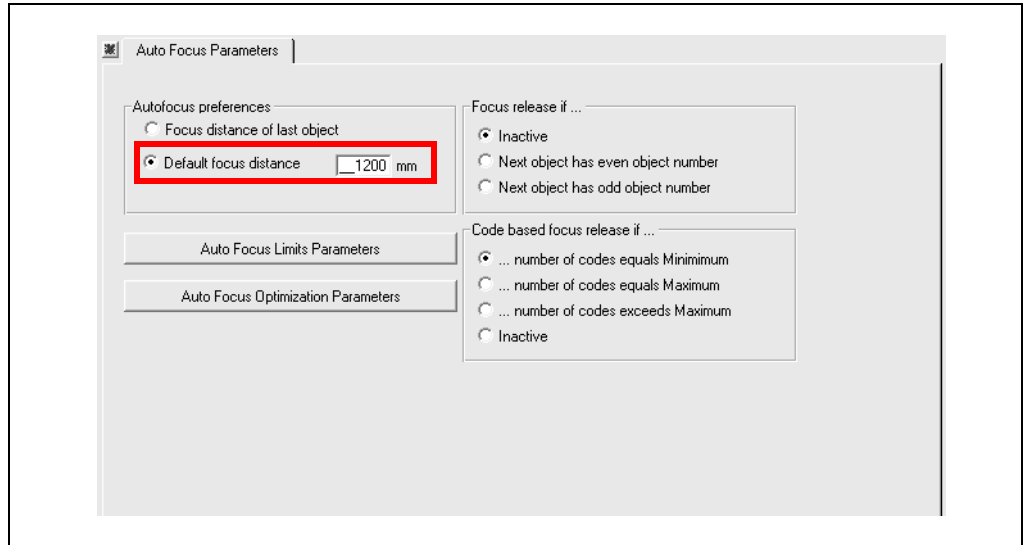 Auto Focus Parameters
Autofocus preferences
Focus distance of last object
Default focus distance __1200 mm
Auto Focus Limits Parameters
Auto Focus Optimization Parameters
Focus release if ...
Inactive
Next object has even object number
Next object has odd object number
Code based focus release if ...
... number of codes equals Minimimum
... number of codes equals Maximum
... number of codes exceeds Maximum
Inactive